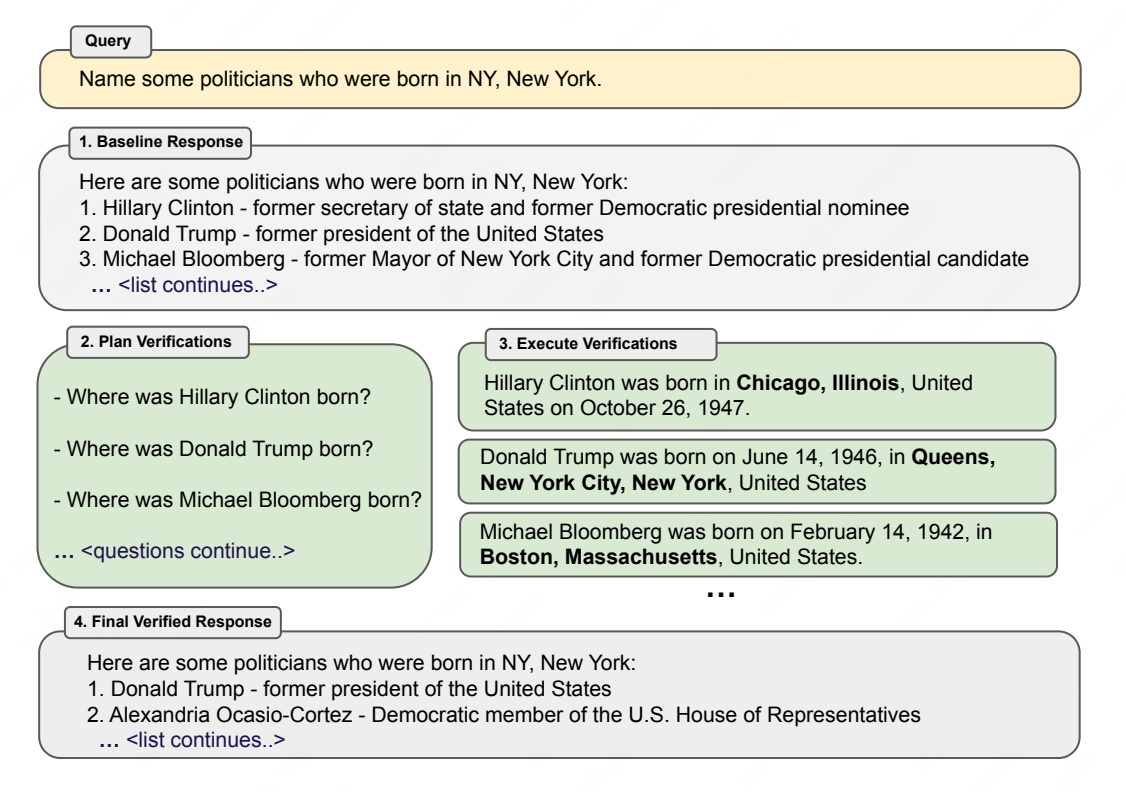 Query
Name some politicians who were born in NY, New York.
1. Baseline Response
Here are some politicians who were born in NY, New York:
1. Hillary Clinton - former secretary of state and former Democratic presidential nominee
2. Donald Trump - former president of the United States
3. Michael Bloomberg - former Mayor of New York City and former Democratic presidential candidate
... <list continues..>
2. Plan Verifications
- Where was Hillary Clinton born?
- Where was Donald Trump born?
- Where was Michael Bloomberg born?
... <questions continue..>
3. Execute Verifications
Hillary Clinton was born in Chicago, Illinois, United
States on October 26, 1947.
Donald Trump was born on June 14, 1946, in Queens,
New York City, New York, United States
Michael Bloomberg was born on February 14, 1942, in
Boston, Massachusetts, United States.
...
4. Final Verified Response
Here are some politicians who were born in NY, New York:
1. Donald Trump - former president of the United States
2. Alexandria Ocasio-Cortez - Democratic member of the U.S. House of Representatives
... <list continues..>